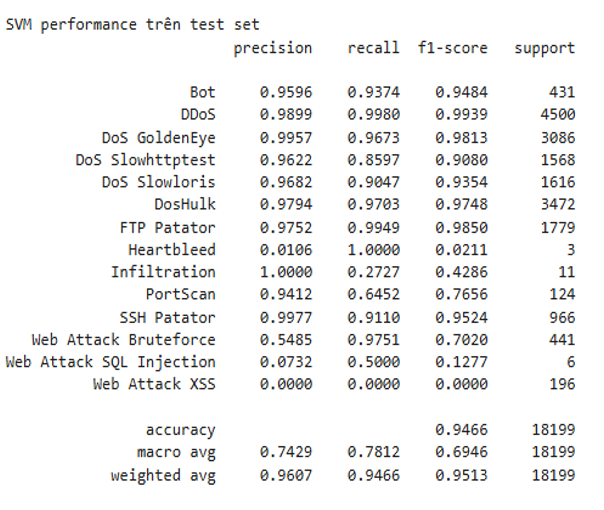 SVM performance trên test set
precision recall f1-score support
Bot 0.9596 0.9374 0.9484 431
DDoS 0.9899 0.9980 0.9939 4500
DoS GoldenEye 0.9957 0.9673 0.9813 3086
DoS Slowhttptest 0.9622 0.8597 0.9080 1568
DoS Slowloris 0.9682 0.9047 0.9354 1616
DosHulk 0.9794 0.9703 0.9748 3472
FTP Patator 0.9752 0.9949 0.9850 1779
Heartbleed 0.0106 1.0000 0.0211 3
Infiltration 1.0000 0.2727 0.4286 11
PortScan 0.9412 0.6452 0.7656 124
SSH Patator 0.9977 0.9110 0.9524 966
Web Attack Bruteforce 0.5485 0.9751 0.7020 441
Web Attack SQL Injection 0.0732 0.5000 0.1277 6
Web Attack XSS 0.0000 0.0000 0.0000 196
accuracy 0.9466 18199
macro avg 0.7429 0.7812 0.6946 18199
weighted avg 0.9607 0.9466 0.9513 18199